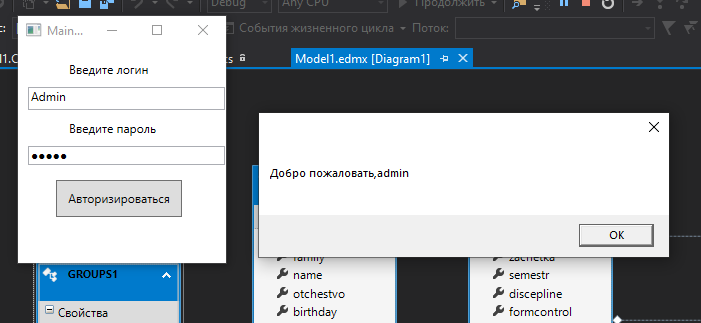 Debug
Any CPU
Продолжить
Main...
События жизненного цикла
Поток:
Model1.edmx [Diagram1]
Введите логин
Admin
Введите пароль
●●●●●
Авторизироваться
Добро пожаловать,admin
OK
GROUPS1
Свойства
family
name
otchestvo
birthday
zachetka
semestr
discepline
formcontrol